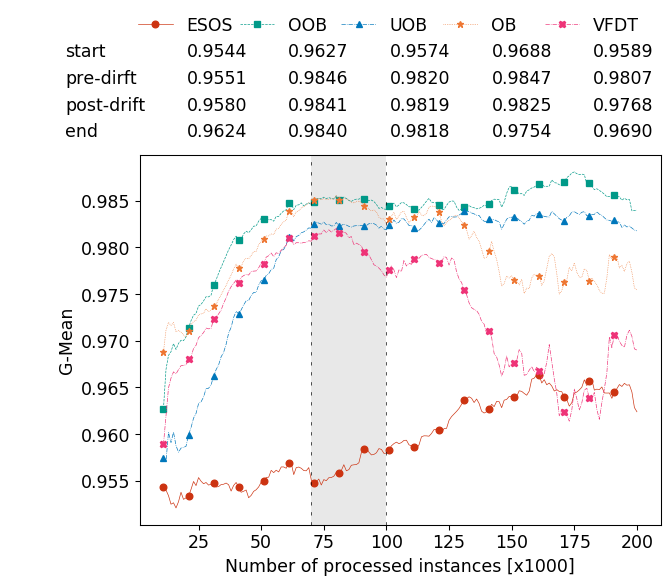 ESOS OOB UOB OB VFDT
start 0.9544 0.9627 0.9574 0.9688 0.9589
pre-dirft 0.9551 0.9846 0.9820 0.9847 0.9807
post-drift 0.9580 0.9841 0.9819 0.9825 0.9768
end 0.9624 0.9840 0.9818 0.9754 0.9690
0.985
0.980
0.975
0.970
0.965
0.960
0.955
G-Mean
25 50 75 100 125 150 175 200
Number of processed instances [x1000]